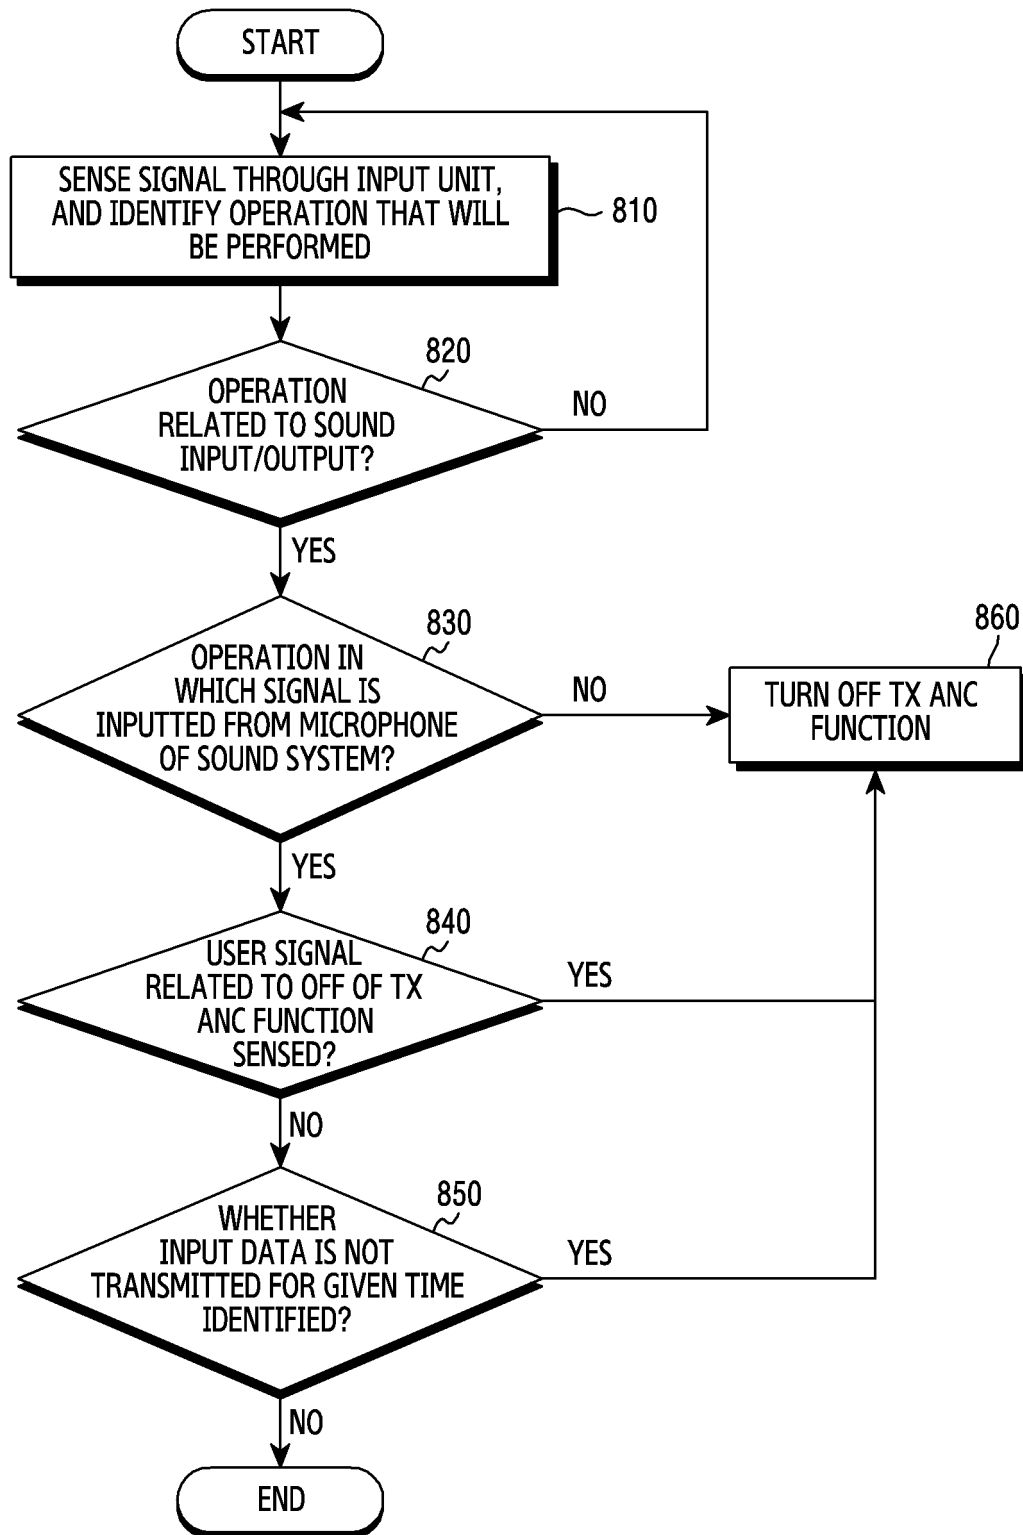 START
SENSE SIGNAL THROUGH INPUT UNIT,
AND IDENTIFY OPERATION THAT WILL
BE PERFORMED
810
820
OPERATION
RELATED TO SOUND
INPUT/OUTPUT?
NO
YES
830
OPERATION IN
WHICH SIGNAL IS
INPUTTED FROM MICROPHONE
OF SOUND SYSTEM?
NO
860
TURN OFF TX ANC
FUNCTION
YES
840
USER SIGNAL
RELATED TO OFF OF TX
ANC FUNCTION
SENSED?
YES
NO
850
WHETHER
INPUT DATA IS NOT
TRANSMITTED FOR GIVEN TIME
IDENTIFIED?
YES
NO
END